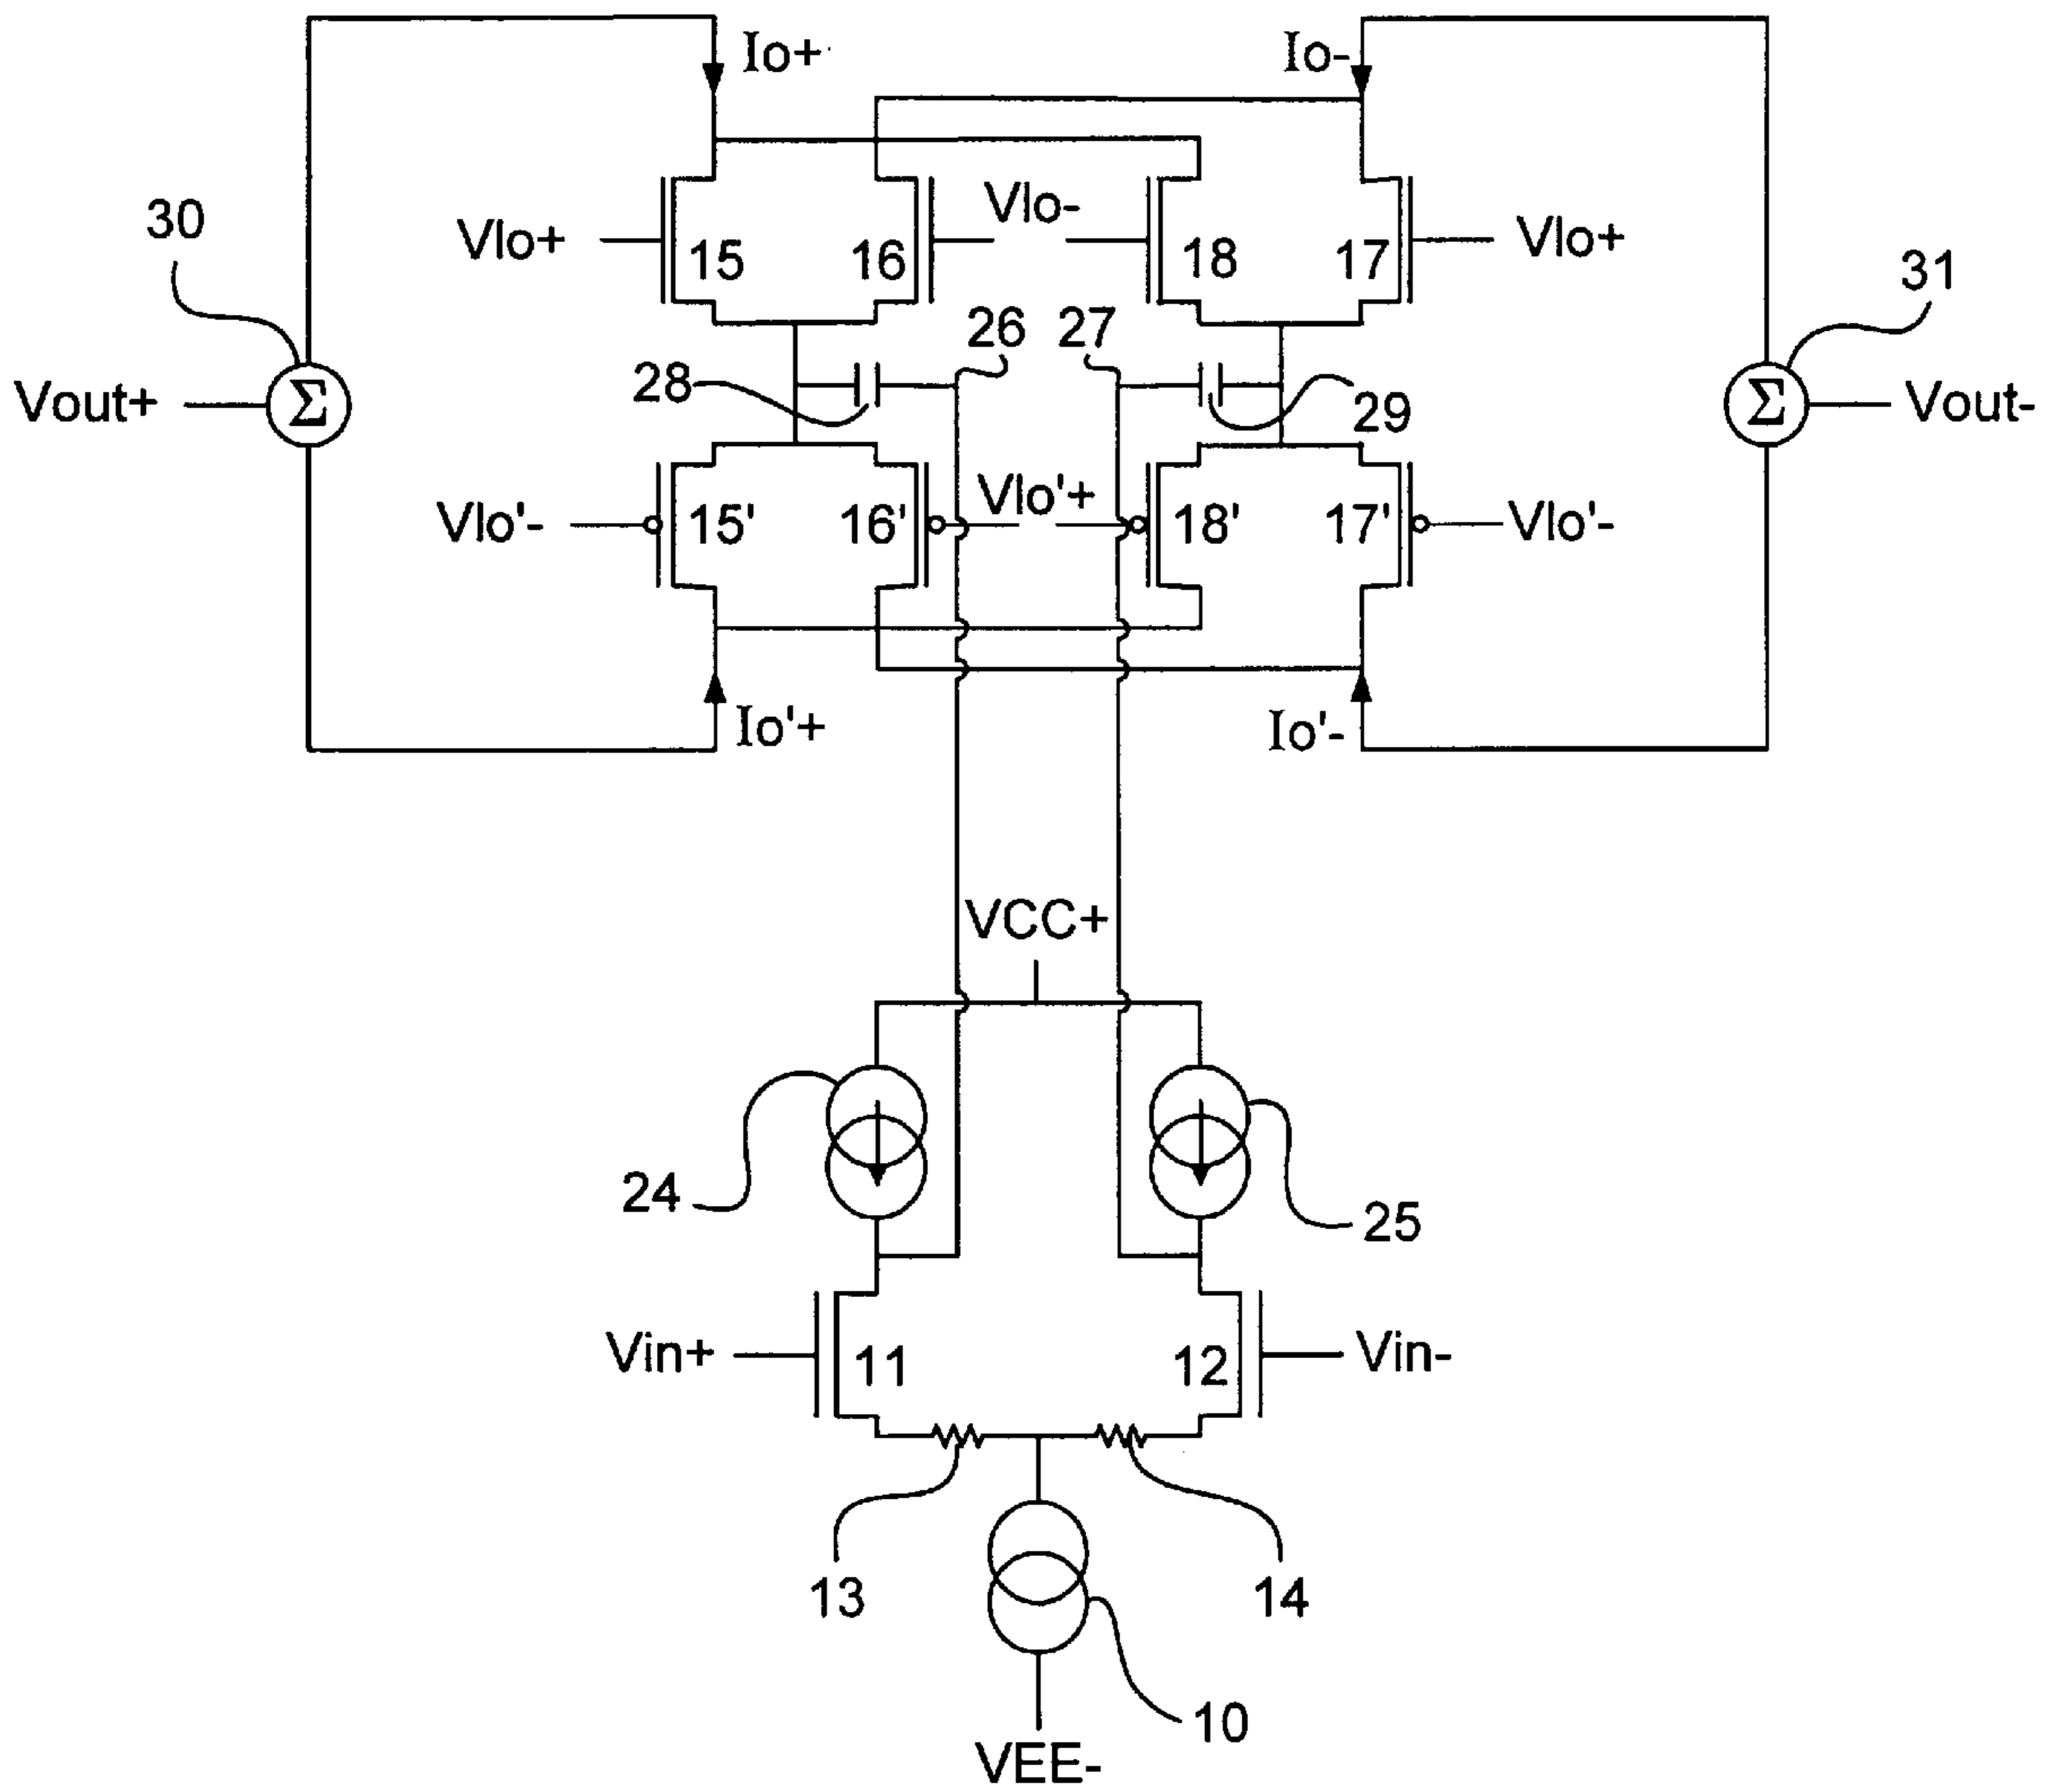 Io+ Io-
30 Vlo+ 15 16 Vlo- 18 17 Vlo+ 31
26 27
28 29
Vout+ Σ Σ Vout-
Vlo'- 15' 16' Vlo'+ 18' 17' Vlo'-
Io'+ Io'-
VCC+
24 25
Vin+ 11 12 Vin-
13 14
10
VEE-